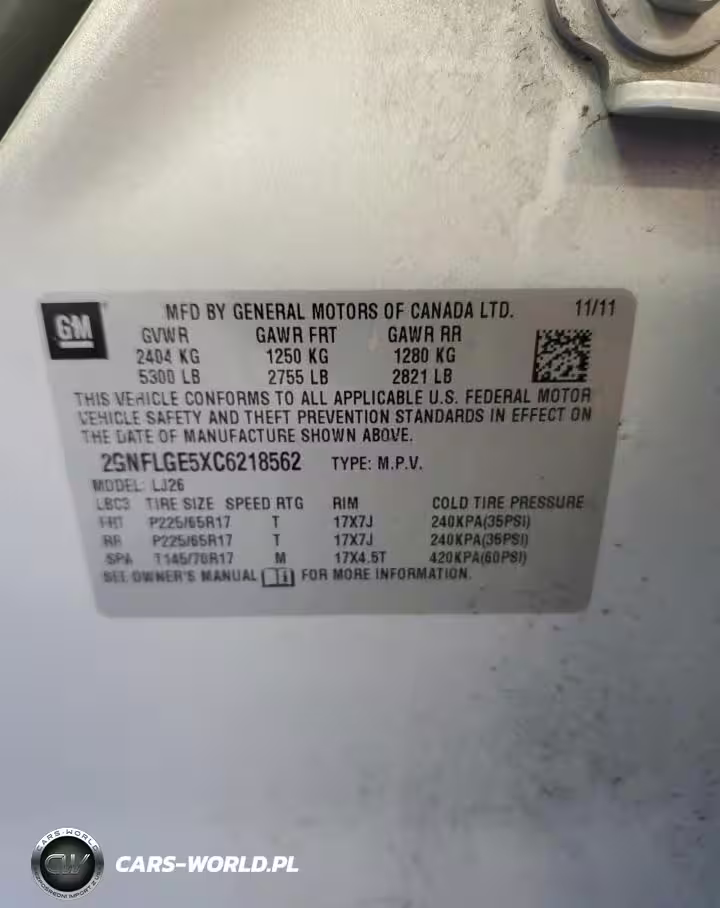 GM
MFD BY GENERAL MOTORS OF CANADA LTD. 11/11
GVWR GAWR FRT GAWR RR
2404 KG 1250 KG 1280 KG
5300 LB 2755 LB 2821 LB
THIS VEHICLE CONFORMS TO ALL APPLICABLE U.S. FEDERAL MOTOR
VEHICLE SAFETY AND THEFT PREVENTION STANDARDS IN EFFECT ON
THE DATE OF MANUFACTURE SHOWN ABOVE.
2GNFLGE5XC6218562 TYPE: M.P.V.
MODEL: LJ26
TIRE SIZE SPEED RTG RIM COLD TIRE PRESSURE
FRT P225/65R17 T 17X7J 240KPA(35PSI)
RR P225/65R17 T 17X7J 240KPA(35PSI)
SPA T145/70R17 M 17X4.5T 420KPA(60PSI)
SEE OWNER'S MANUAL FOR MORE INFORMATION.
CARS-WORLD
CW
CARS-WORLD.PL